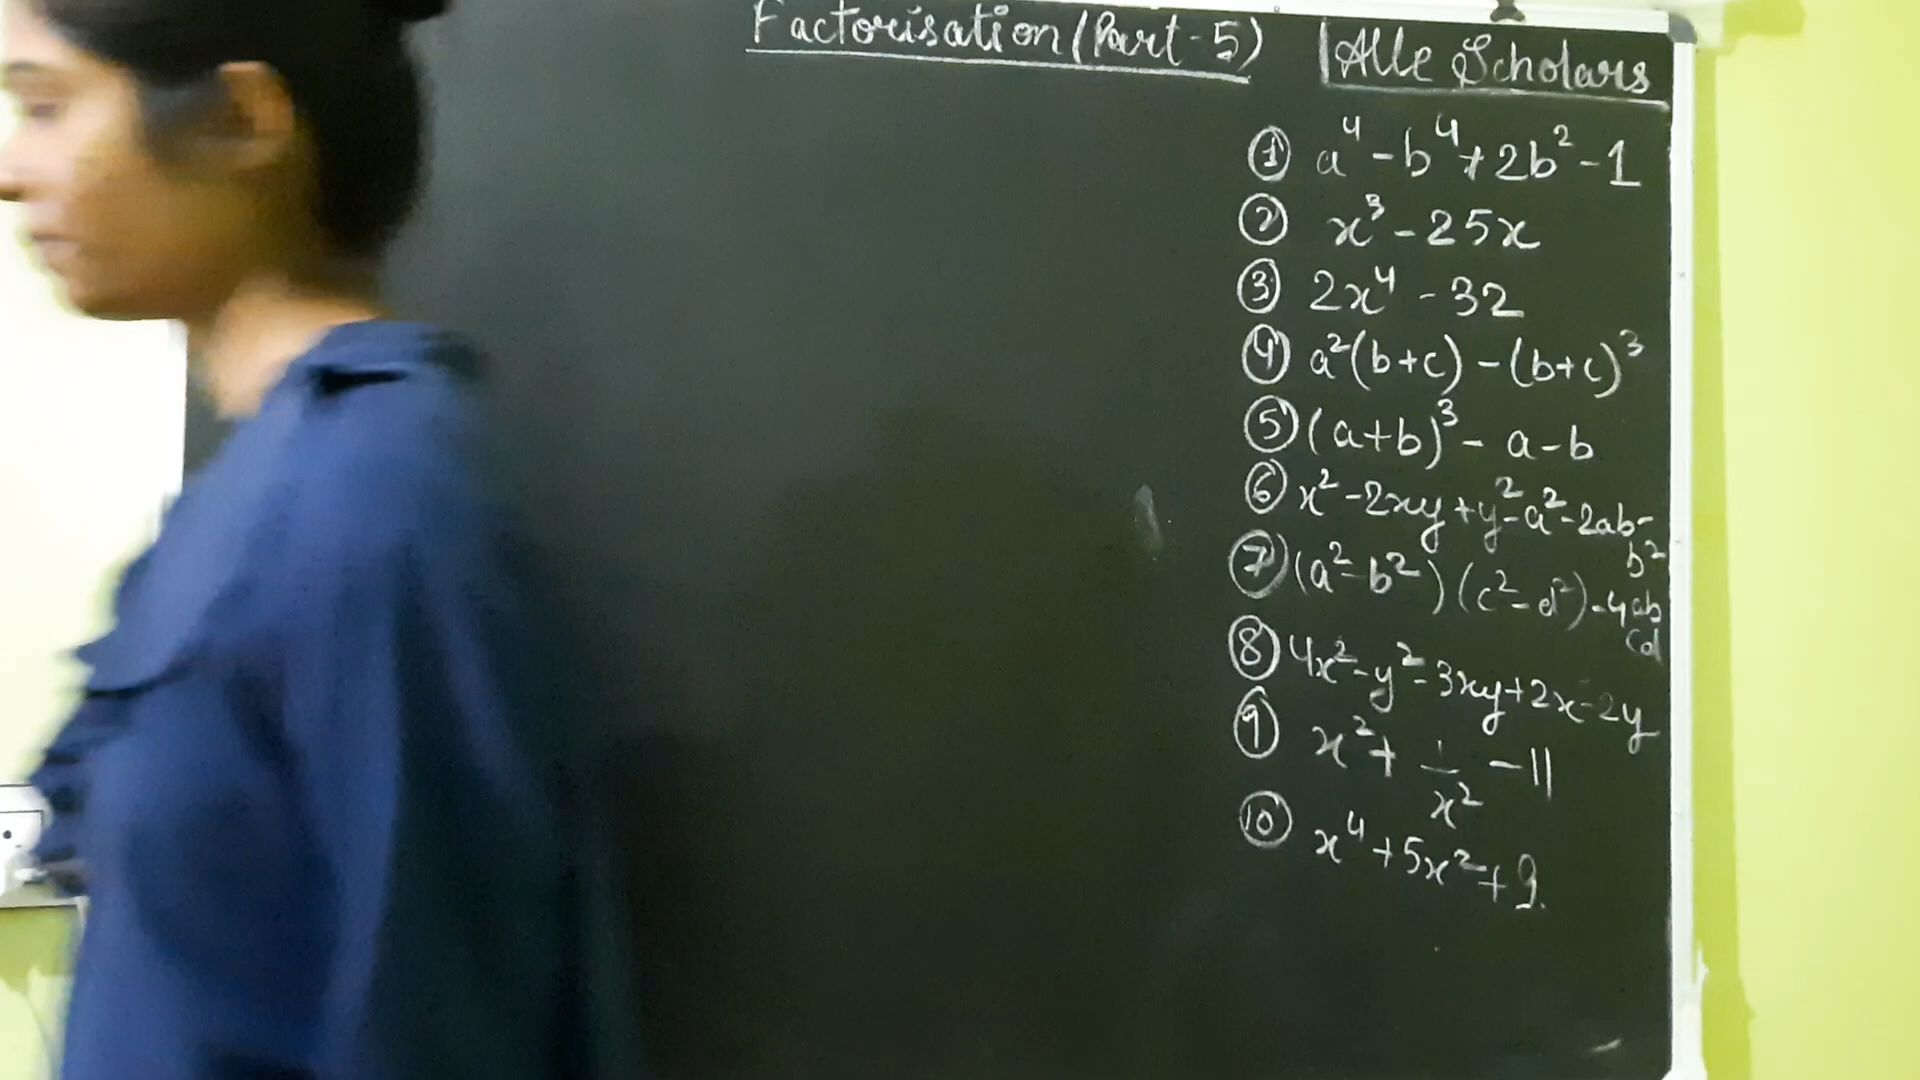 Factorisation (Part-5)
Alle Scholars
① a⁴ - b⁴ + 2b² - 1
② x³ - 25x
③ 2x⁴ - 32
④ a²(b+c) - (b+c)³
⑤ (a+b)³ - a - b
⑥ x² - 2xy + y² - a² - 2ab -
b²
⑦ (a² - b²) (c² - d²) - 4ab
cd
⑧ 4x² - y² - 3xy + 2x - 2y
⑨ x² + 1/x² - 11
⑩ x⁴ + 5x² + 9